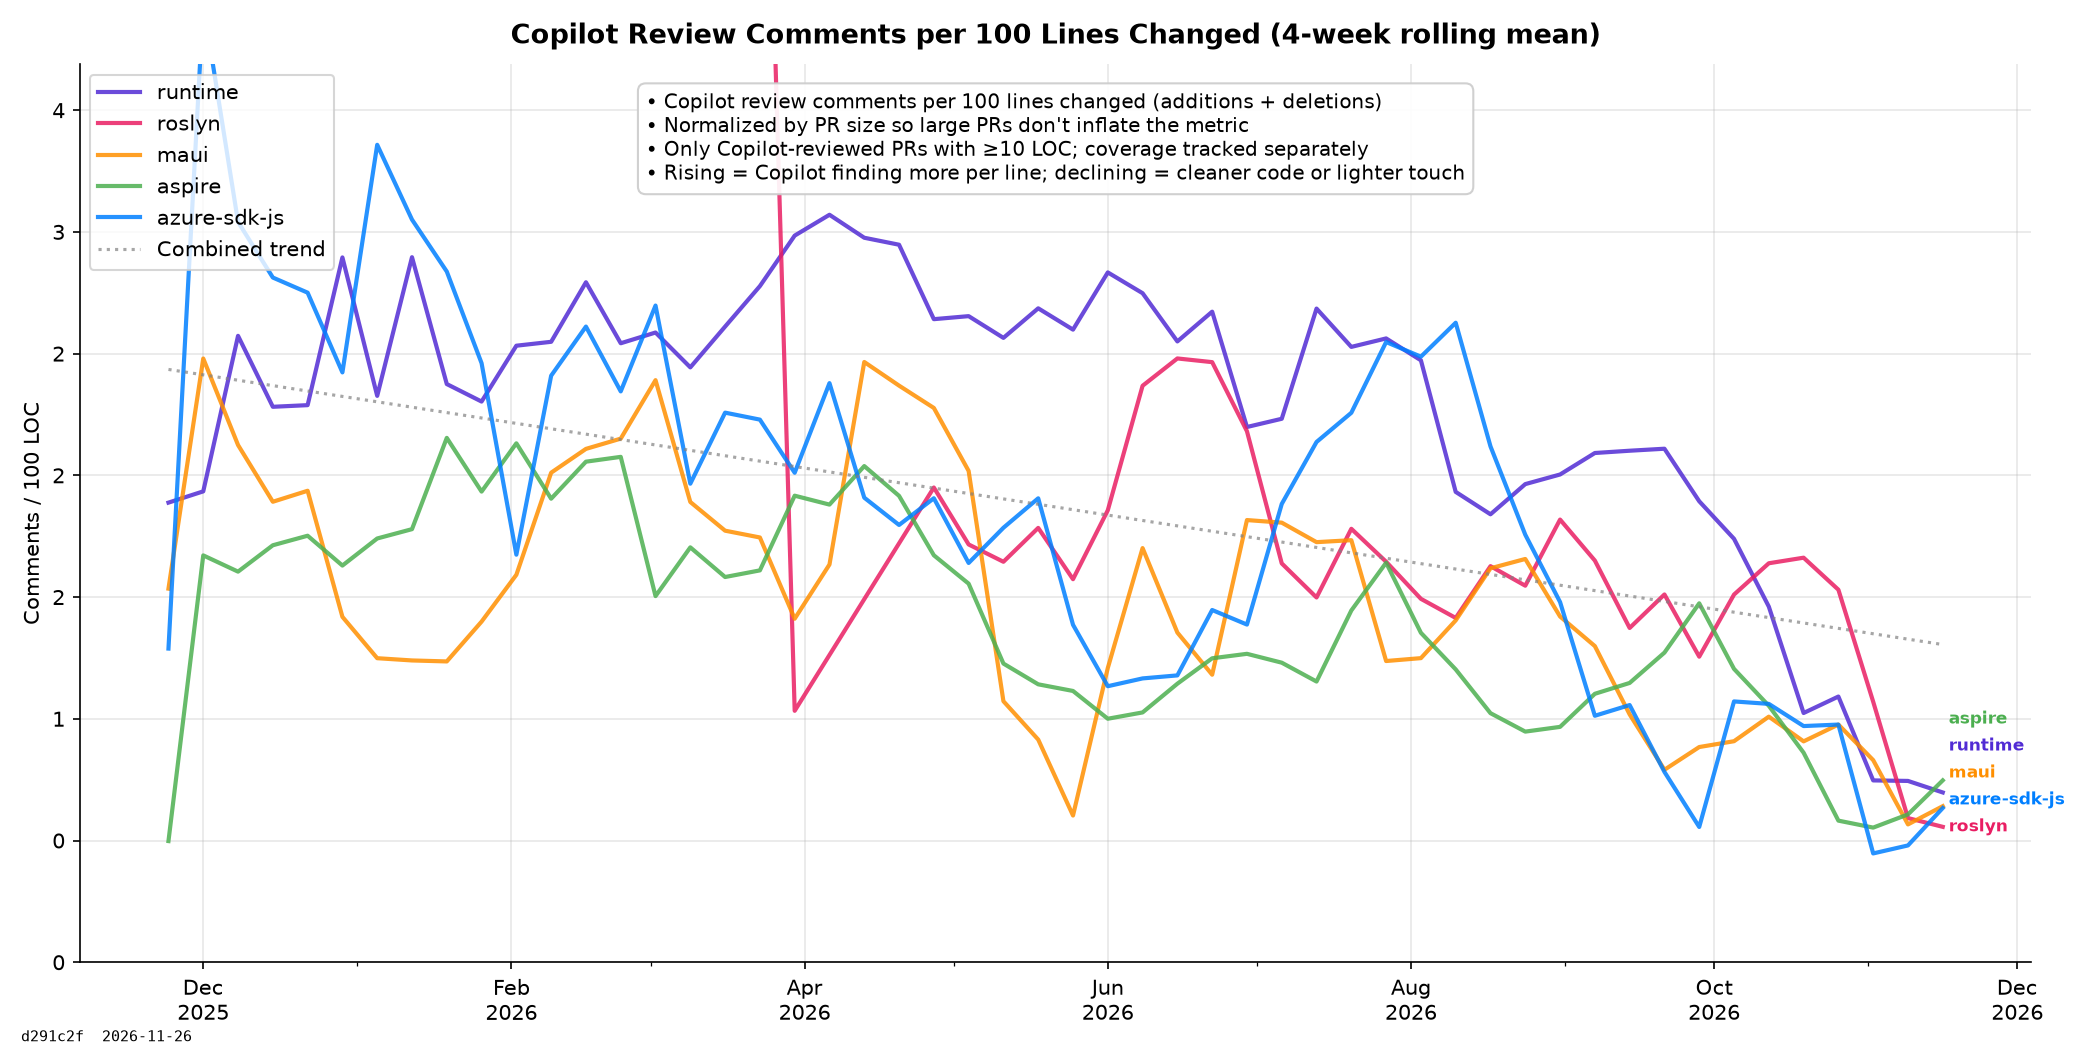 Copilot Review Comments per 100 Lines Changed (4-week rolling mean)
runtime
roslyn
maui
aspire
azure-sdk-js
Combined trend
• Copilot review comments per 100 lines changed (additions + deletions)
• Normalized by PR size so large PRs don't inflate the metric
• Only Copilot-reviewed PRs with ≥10 LOC; coverage tracked separately
• Rising = Copilot finding more per line; declining = cleaner code or lighter touch
Comments / 100 LOC
4
3
2
2
2
1
0
0
aspire
runtime
maui
azure-sdk-js
roslyn
Dec
2025
Feb
2026
Apr
2026
Jun
2026
Aug
2026
Oct
2026
Dec
2026
d291c2f  2026-11-26